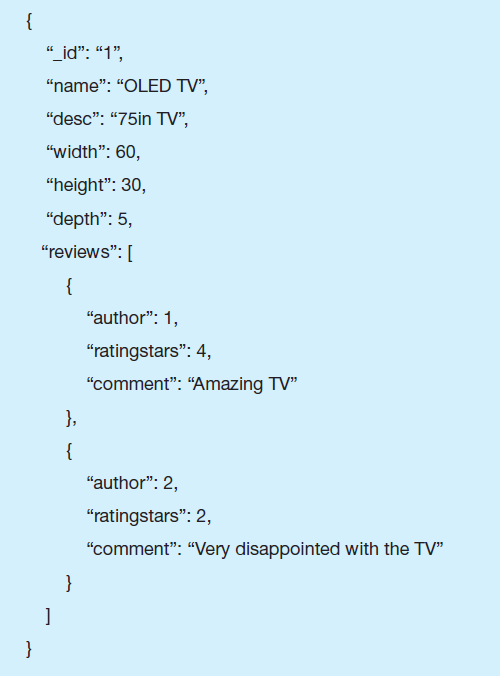 {
“_id”: “1”,
“name”: “OLED TV”,
“desc”: “75in TV”,
“width”: 60,
“height”: 30,
“depth”: 5,
“reviews”: [
{
“author”: 1,
“ratingstars”: 4,
“comment”: “Amazing TV”
},
{
“author”: 2,
“ratingstars”: 2,
“comment”: “Very disappointed with the TV”
}
]
}